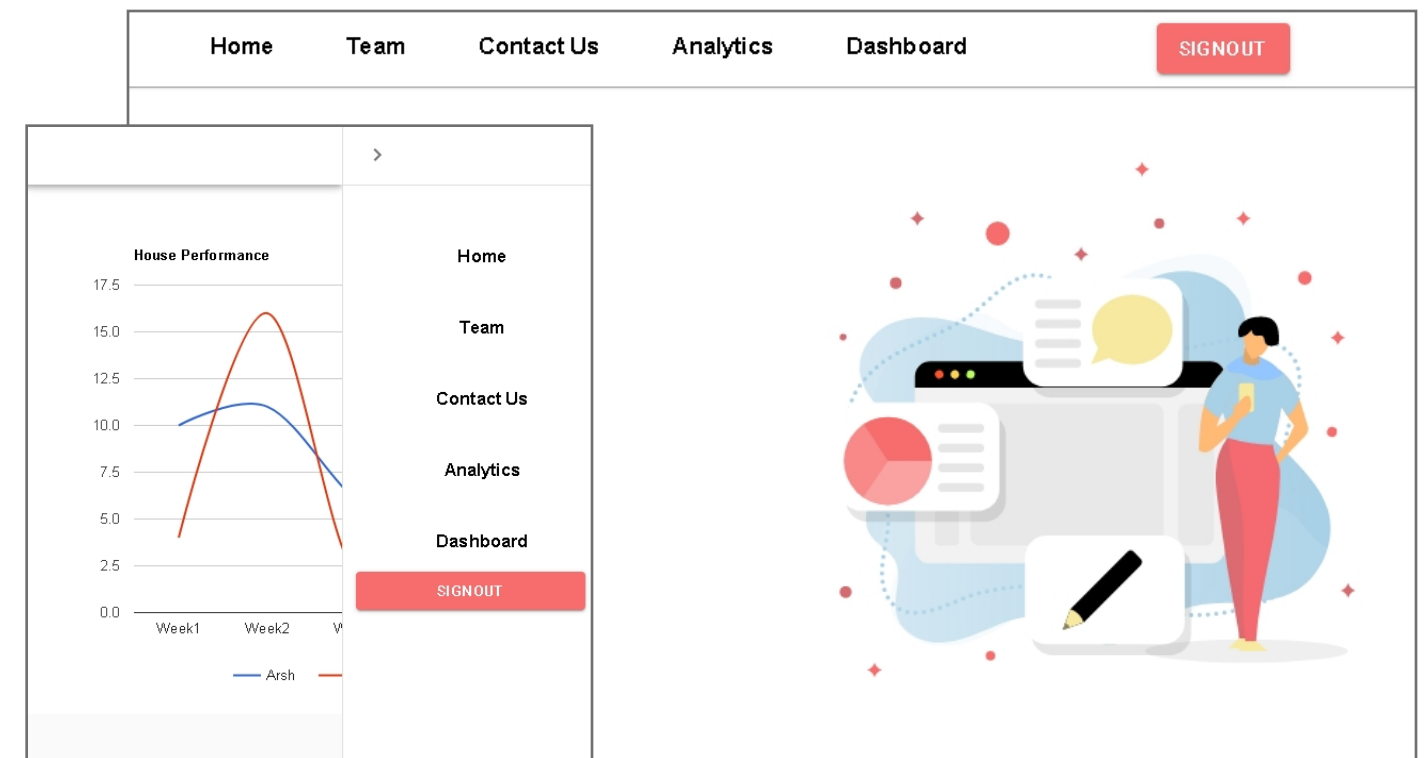 Home Team Contact Us Analytics Dashboard SIGNOUT
House Performance
17.5
15.0
12.5
10.0
7.5
5.0
2.5
0.0
Week1 Week2 W
Arsh
Home
Team
Contact Us
Analytics
Dashboard
SIGNOUT